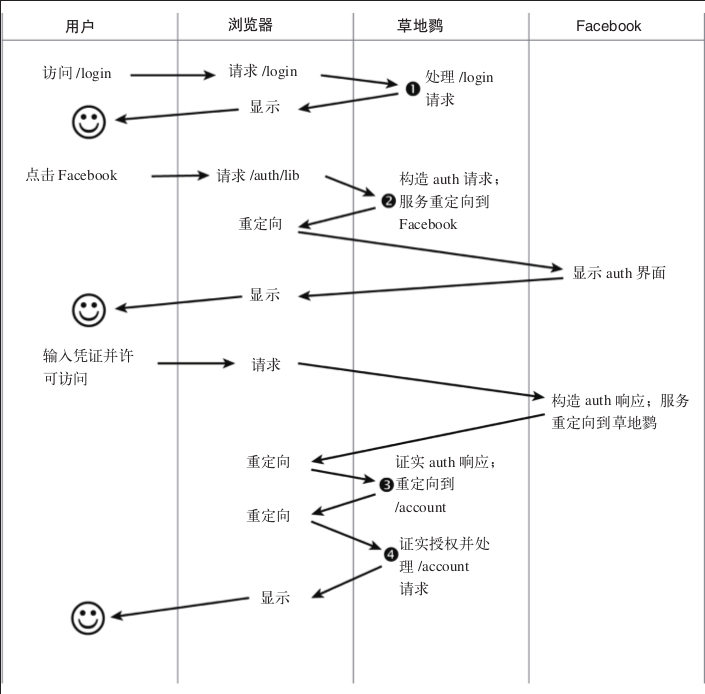 用户 浏览器 草地鹨 Facebook
访问 /login 请求 /login ❶ 处理 /login
请求
显示
点击 Facebook 请求 /auth/lib 构造 auth 请求;
❷ 服务重定向到
Facebook
重定向
显示 auth 界面
显示
输入凭证并许
可访问
请求
构造 auth 响应;服务
重定向到草地鹨
重定向 证实 auth 响应;
❸ 重定向到
/account
重定向
❹ 证实授权并处
理 /account
请求
显示